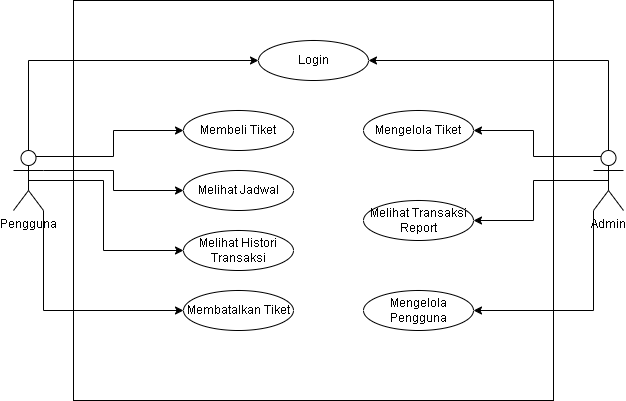 Login
Membeli Tiket
Mengelola Tiket
Melihat Jadwal
Melihat Transaksi
Report
Pengguna
Admin
Melihat Histori
Transaksi
Membatalkan Tiket
Mengelola
Pengguna